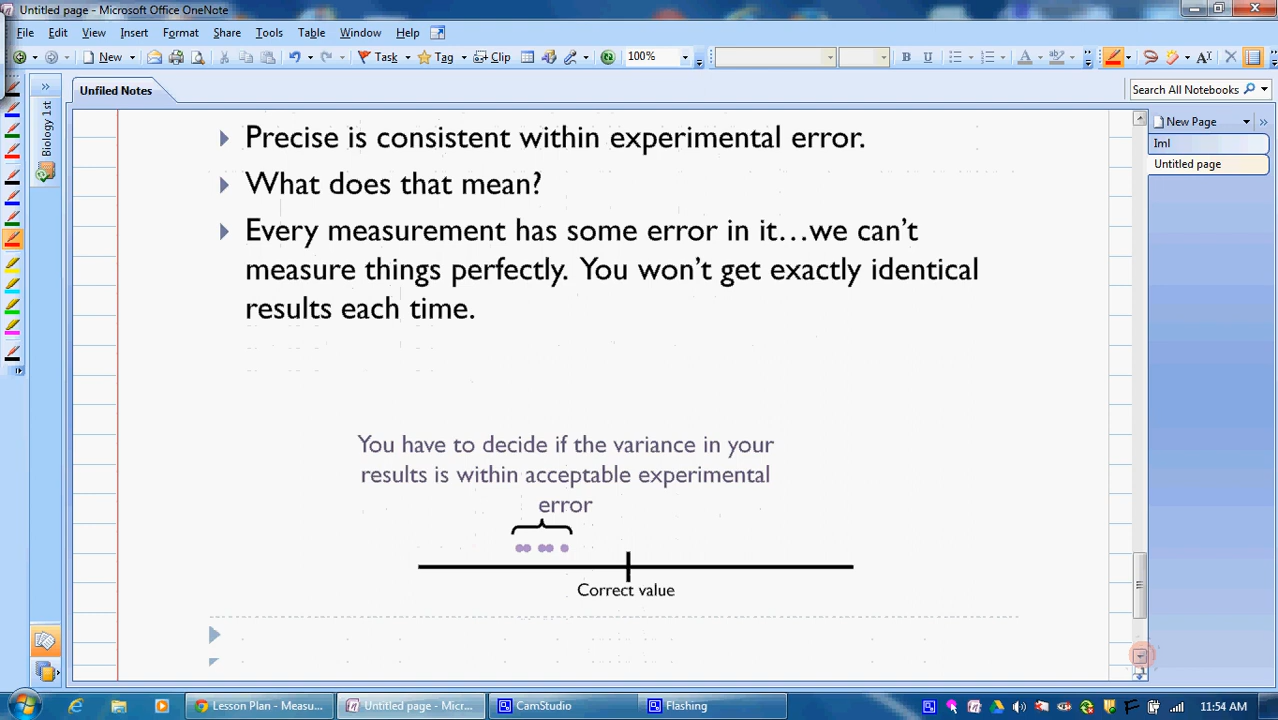 Untitled page - Microsoft Office OneNote
File Edit View Insert Format Share Tools Table Window Help
New Task Tag Clip 100%
Unfiled Notes
Search All Notebooks
Biology 1st
New Page
Iml
Untitled page
Precise is consistent within experimental error.
What does that mean?
Every measurement has some error in it…we can’t
measure things perfectly. You won’t get exactly identical
results each time.
You have to decide if the variance in your
results is within acceptable experimental
error
Correct value
Lesson Plan - Measu... Untitled page - Micr... CamStudio Flashing 11:54 AM